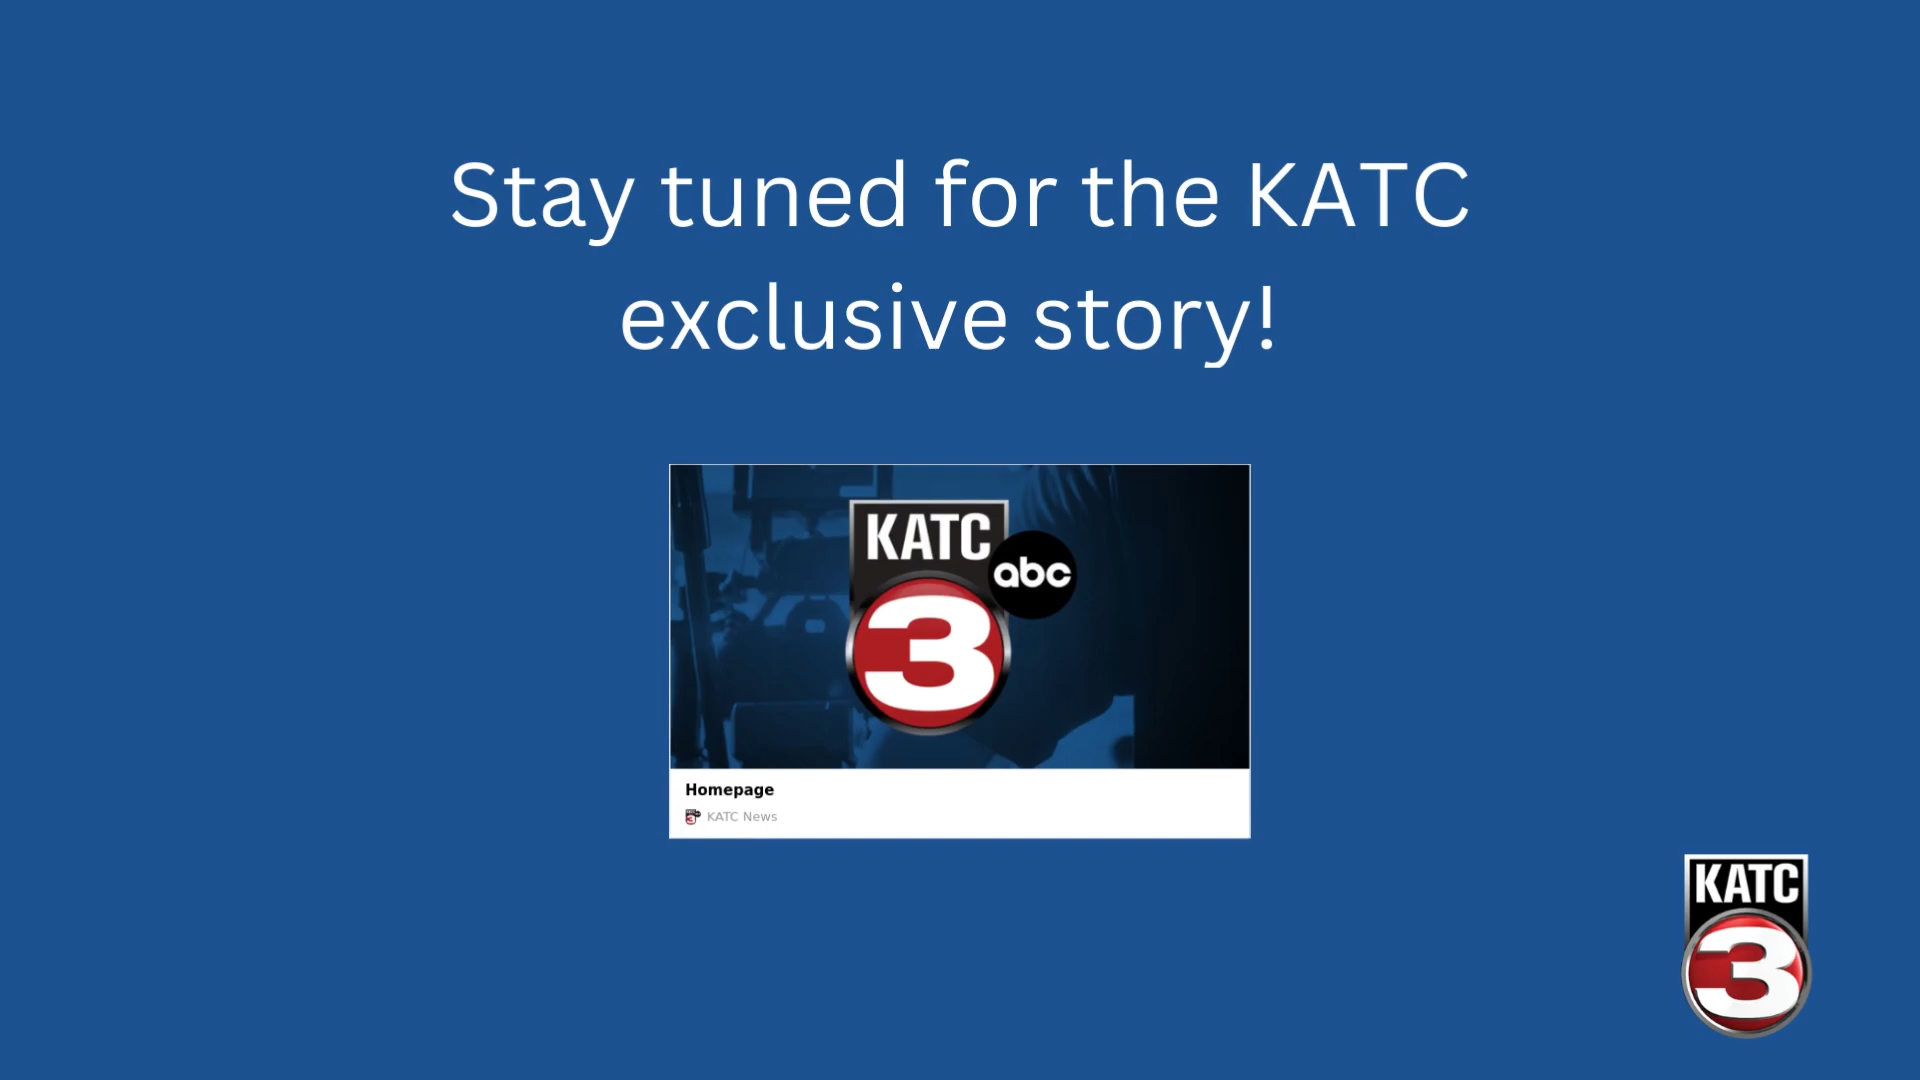 Stay tuned for the KATC
exclusive story!
KATC
abc
3
Homepage
KATC News
KATC
3